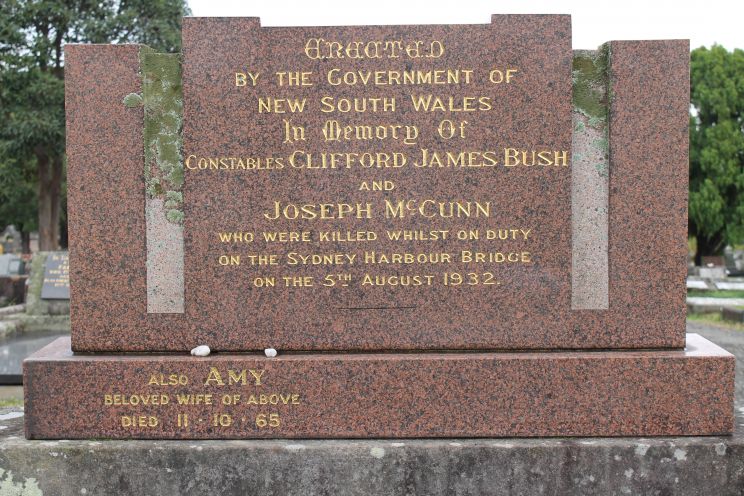 ERECTED
BY THE GOVERNMENT OF
NEW SOUTH WALES
In Memory Of
CONSTABLES CLIFFORD JAMES BUSH
AND
JOSEPH McCUNN
WHO WERE KILLED WHILST ON DUTY
ON THE SYDNEY HARBOUR BRIDGE
ON THE 5TH AUGUST 1932.
ALSO AMY
BELOVED WIFE OF ABOVE
DIED 11 · 10 · 65